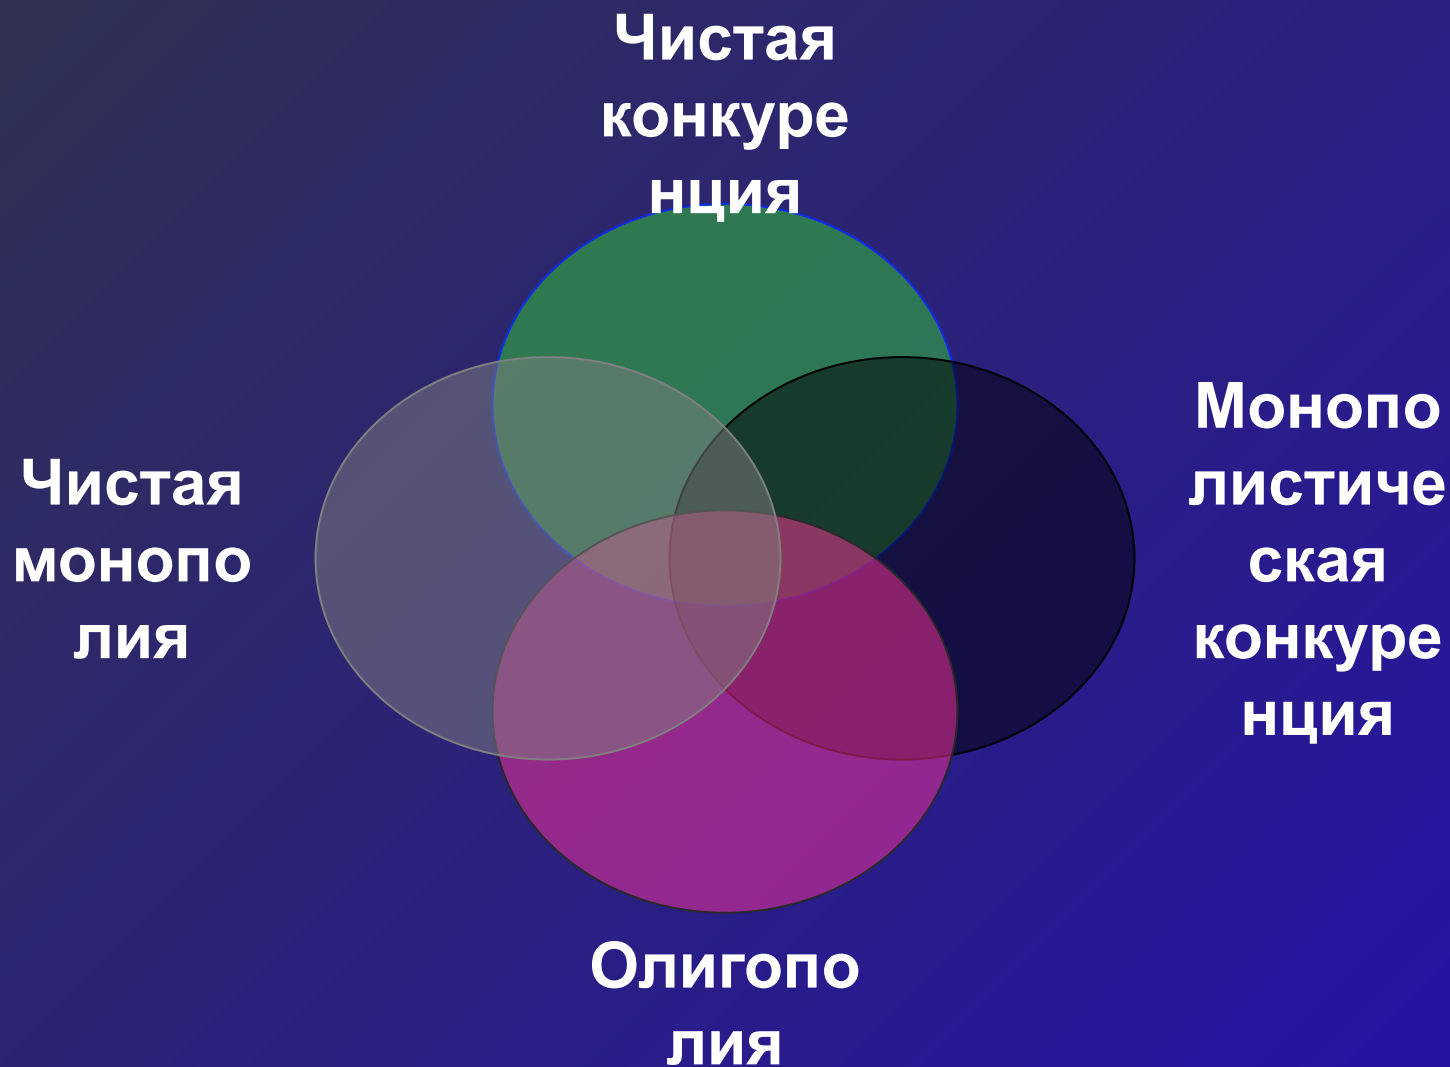 Чистая
конкуре
нция
Монопо
листиче
ская
конкуре
нция
Чистая
монопо
лия
Олигопо
лия